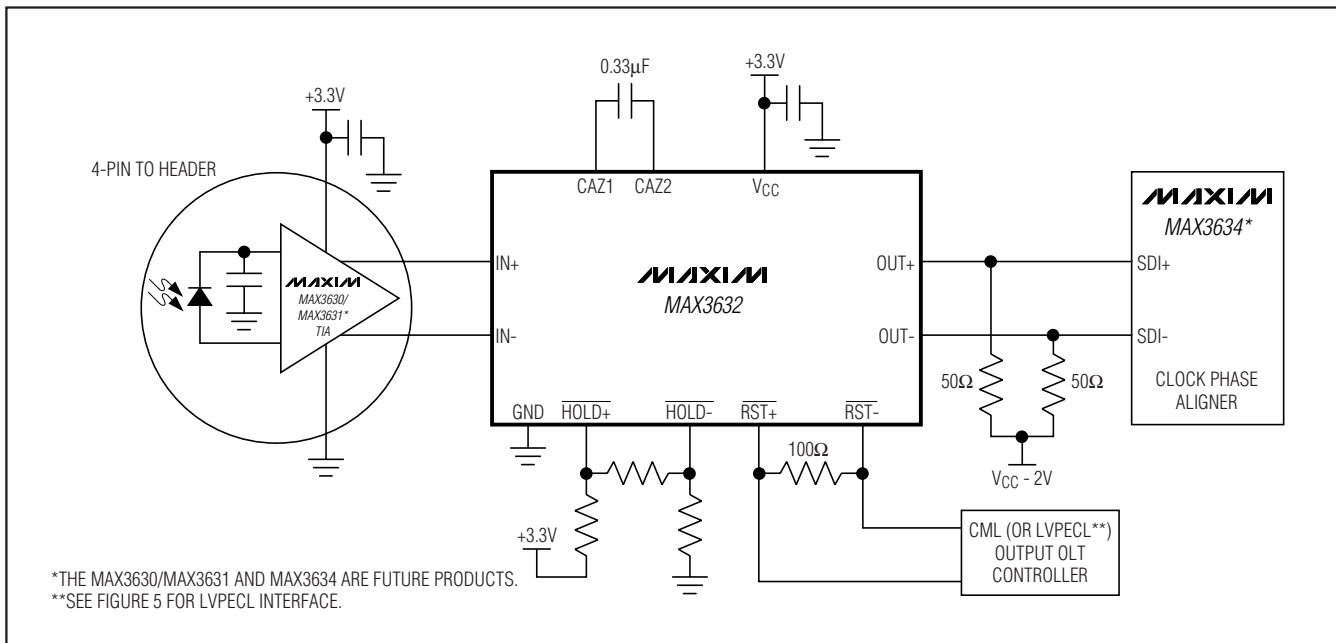 +3.3V
0.33µF
+3.3V
4-PIN TO HEADER
CAZ1
CAZ2
VCC
MAXIM
MAX3630/
MAX3631*
TIA
IN+
IN-
MAXIM
MAX3632
OUT+
OUT-
MAXIM
MAX3634*
SDI+
SDI-
CLOCK PHASE
ALIGNER
50Ω
50Ω
VCC - 2V
GND
HOLD+
HOLD-
RST+
RST-
100Ω
+3.3V
CML (OR LVPECL**)
OUTPUT OLT
CONTROLLER
*THE MAX3630/MAX3631 AND MAX3634 ARE FUTURE PRODUCTS.
**SEE FIGURE 5 FOR LVPECL INTERFACE.